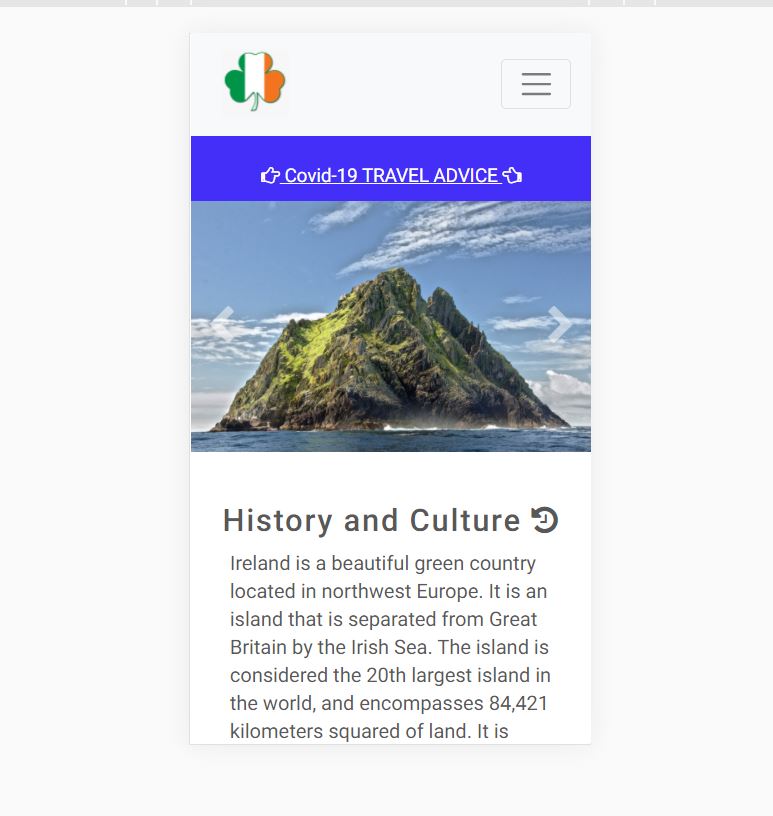 Covid-19 TRAVEL ADVICE
History and Culture
Ireland is a beautiful green country
located in northwest Europe. It is an
island that is separated from Great
Britain by the Irish Sea. The island is
considered the 20th largest island in
the world, and encompasses 84,421
kilometers squared of land. It is